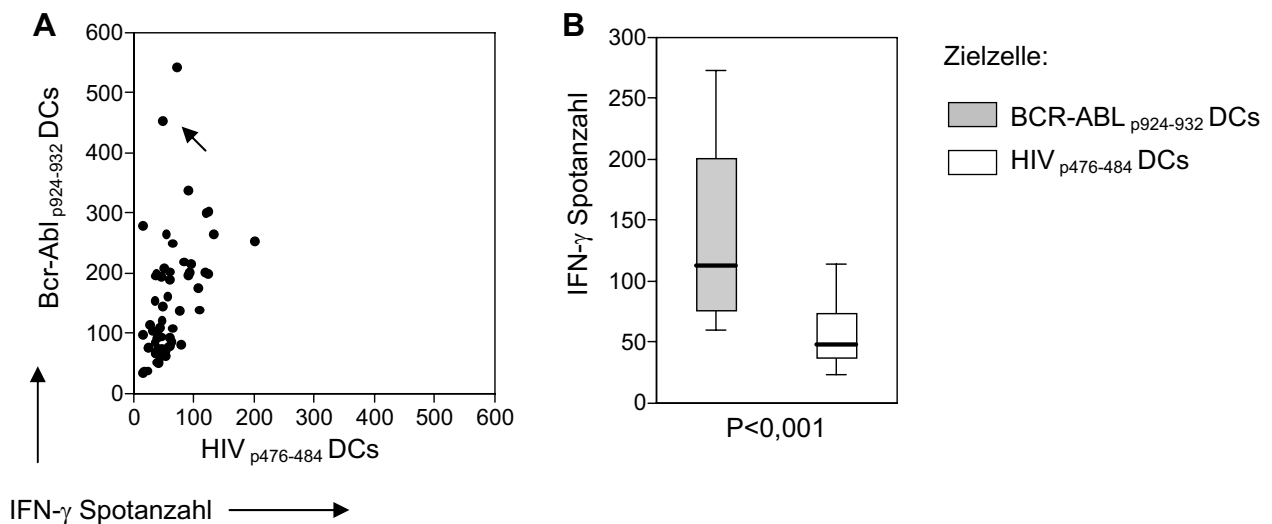 A
600
500
400
300
200
100
0
Bcr-Abl p924-932 DCs
0 100 200 300 400 500 600
HIV p476-484 DCs
IFN-γ Spotanzahl
B
300
250
200
150
100
50
0
IFN-γ Spotanzahl
P<0,001
Zielzelle:
BCR-ABL p924-932 DCs
HIV p476-484 DCs